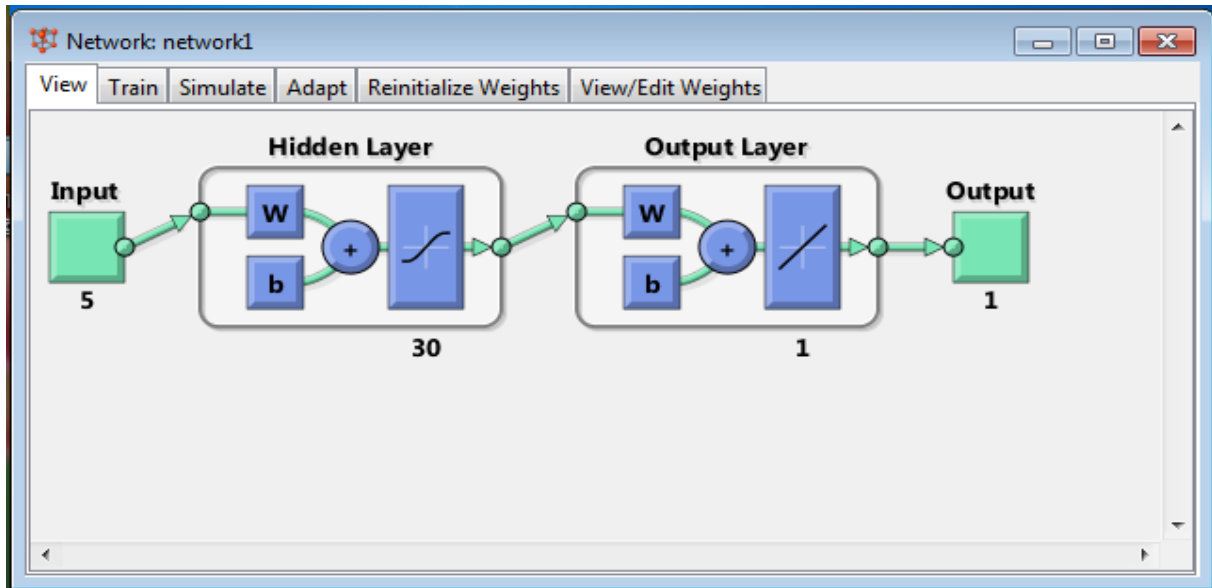 Network: network1
View Train Simulate Adapt Reinitialize Weights View/Edit Weights
Hidden Layer Output Layer
Input Output
W W
+ +
b b
5 1
30 1